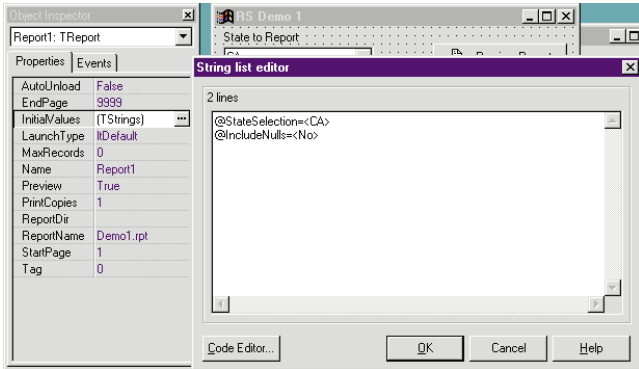 Object Inspector
Report1: TReport
Properties Events
AutoUnload False
EndPage 9999
InitialValues (TStrings) ...
LaunchType ltDefault
MaxRecords 0
Name Report1
Preview True
PrintCopies 1
ReportDir
ReportName Demo1.rpt
StartPage 1
Tag 0
RS Demo 1
State to Report
CA
String list editor
2 lines
@StateSelection=<CA>
@IncludeNulls=<No>
Code Editor...
OK
Cancel
Help